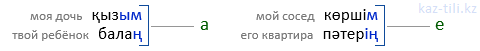 моя дочь қызым
твой ребёнок балаң
а
мой сосед көршім
его квартира пәтерің
е
kaz-tili.kz